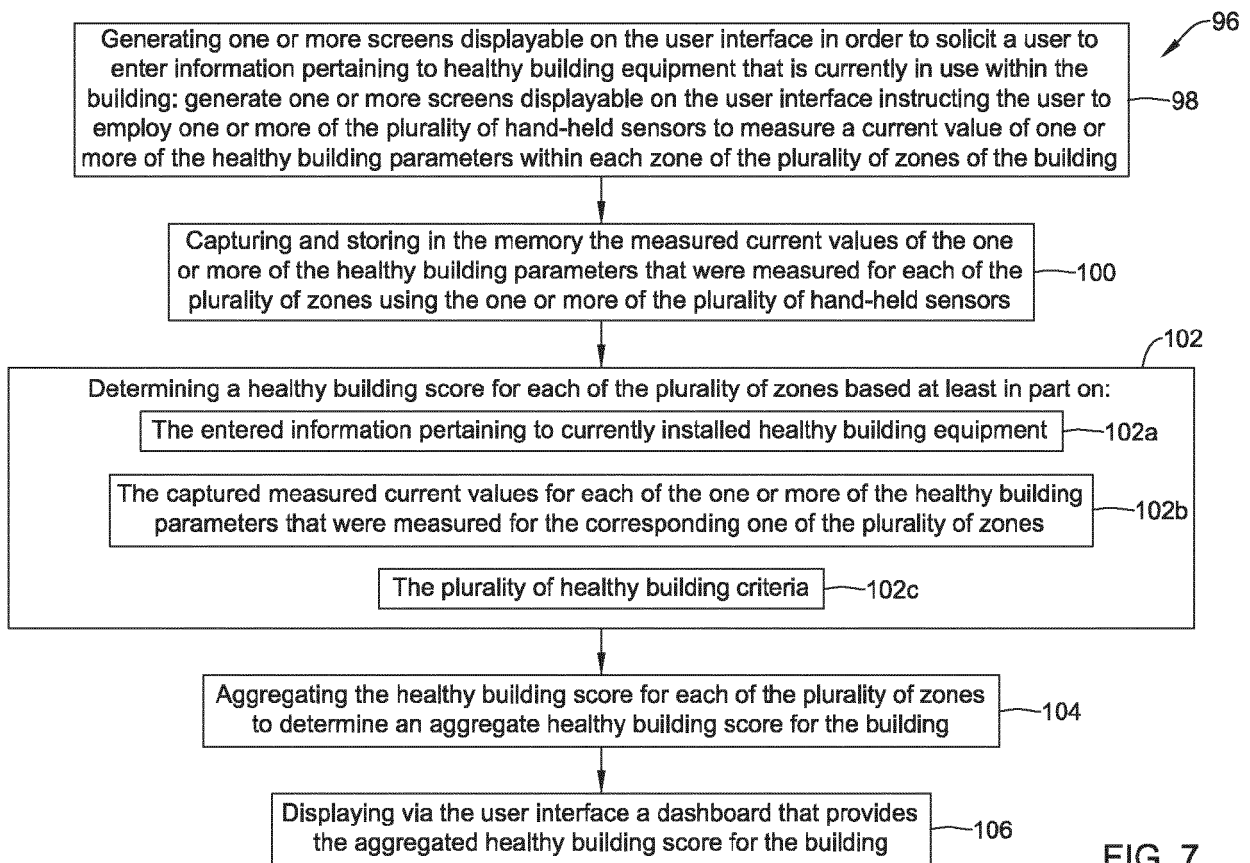 96
Generating one or more screens displayable on the user interface in order to solicit a user to
enter information pertaining to healthy building equipment that is currently in use within the
building: generate one or more screens displayable on the user interface instructing the user to
employ one or more of the plurality of hand-held sensors to measure a current value of one or
more of the healthy building parameters within each zone of the plurality of zones of the building
98
Capturing and storing in the memory the measured current values of the one
or more of the healthy building parameters that were measured for each of the
plurality of zones using the one or more of the plurality of hand-held sensors
100
102
Determining a healthy building score for each of the plurality of zones based at least in part on:
The entered information pertaining to currently installed healthy building equipment
102a
The captured measured current values for each of the one or more of the healthy building
parameters that were measured for the corresponding one of the plurality of zones
102b
The plurality of healthy building criteria
102c
Aggregating the healthy building score for each of the plurality of zones
to determine an aggregate healthy building score for the building
104
Displaying via the user interface a dashboard that provides
the aggregated healthy building score for the building
106
FIG. 7